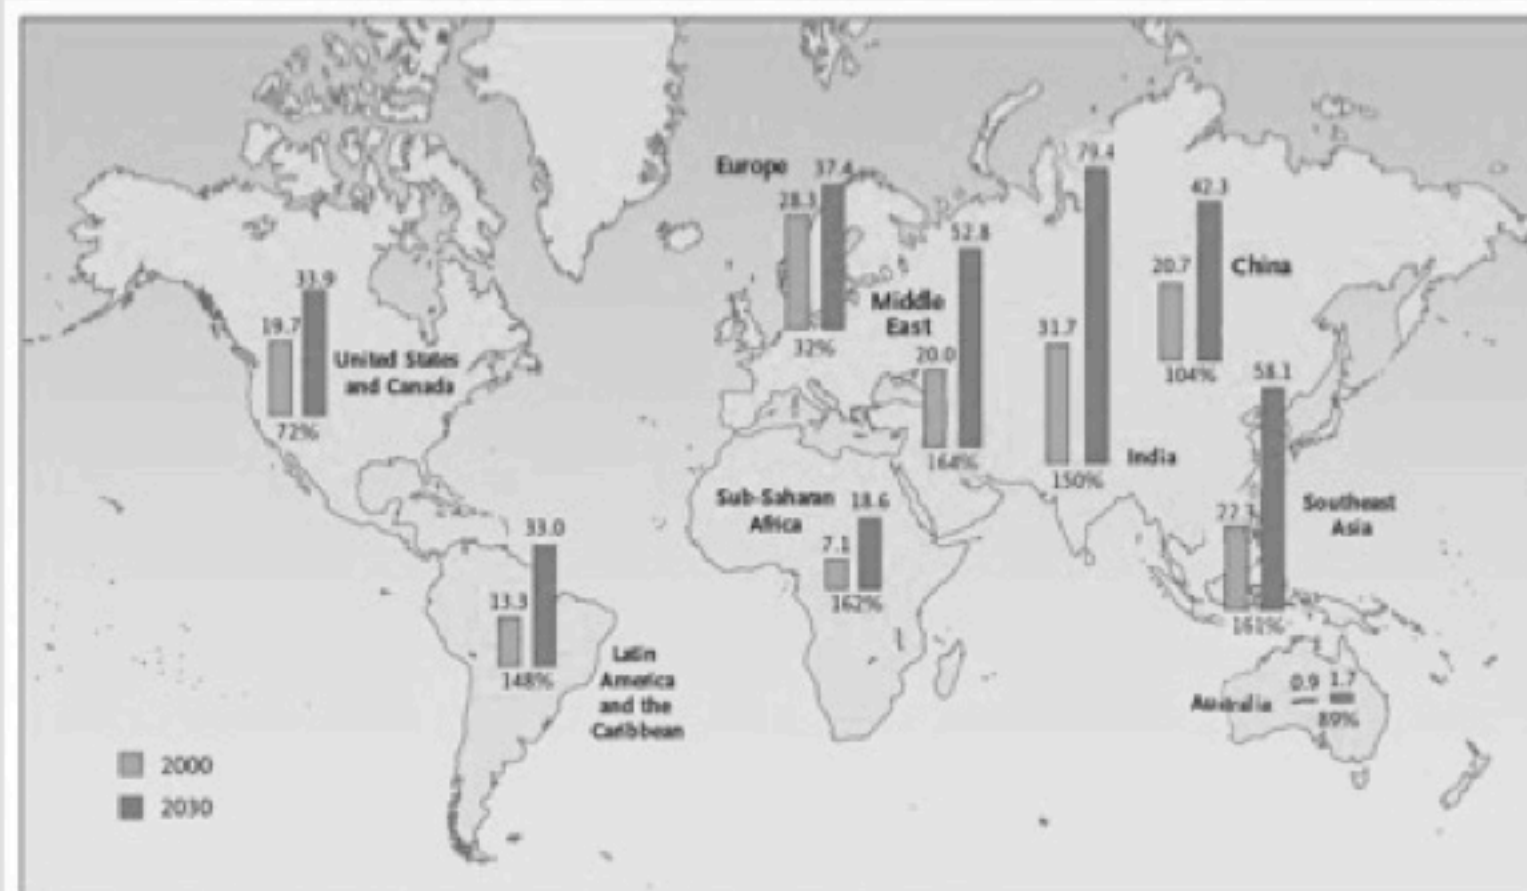 Europe
28.3
37.4
32%
Middle
East
20.0
52.8
164%
31.7
79.4
150%
India
20.7
42.3
104%
China
19.7
33.9
72%
United States
and Canada
Sub-Saharan
Africa
7.1
18.6
162%
58.1
161%
Southeast
Asia
13.3
33.0
148%
Latin
America
and the
Caribbean
Australia
0.9
1.7
89%
2000
2030